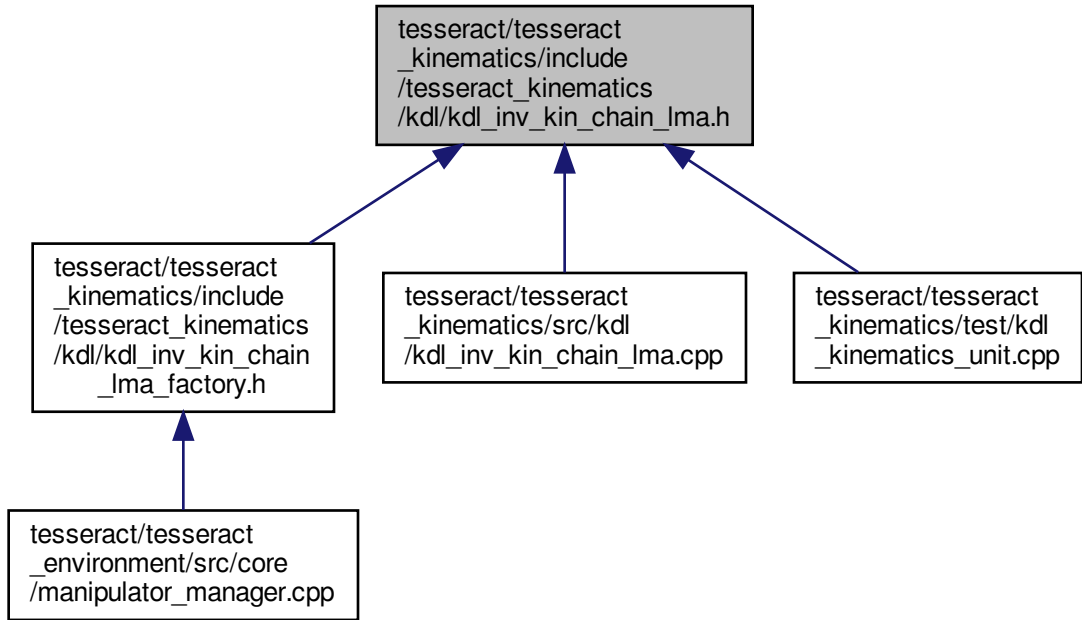 tesseract/tesseract
_kinematics/include
/tesseract_kinematics
/kdl/kdl_inv_kin_chain_lma.h
tesseract/tesseract
_kinematics/include
/tesseract_kinematics
/kdl/kdl_inv_kin_chain
_lma_factory.h
tesseract/tesseract
_kinematics/src/kdl
/kdl_inv_kin_chain_lma.cpp
tesseract/tesseract
_kinematics/test/kdl
_kinematics_unit.cpp
tesseract/tesseract
_environment/src/core
/manipulator_manager.cpp